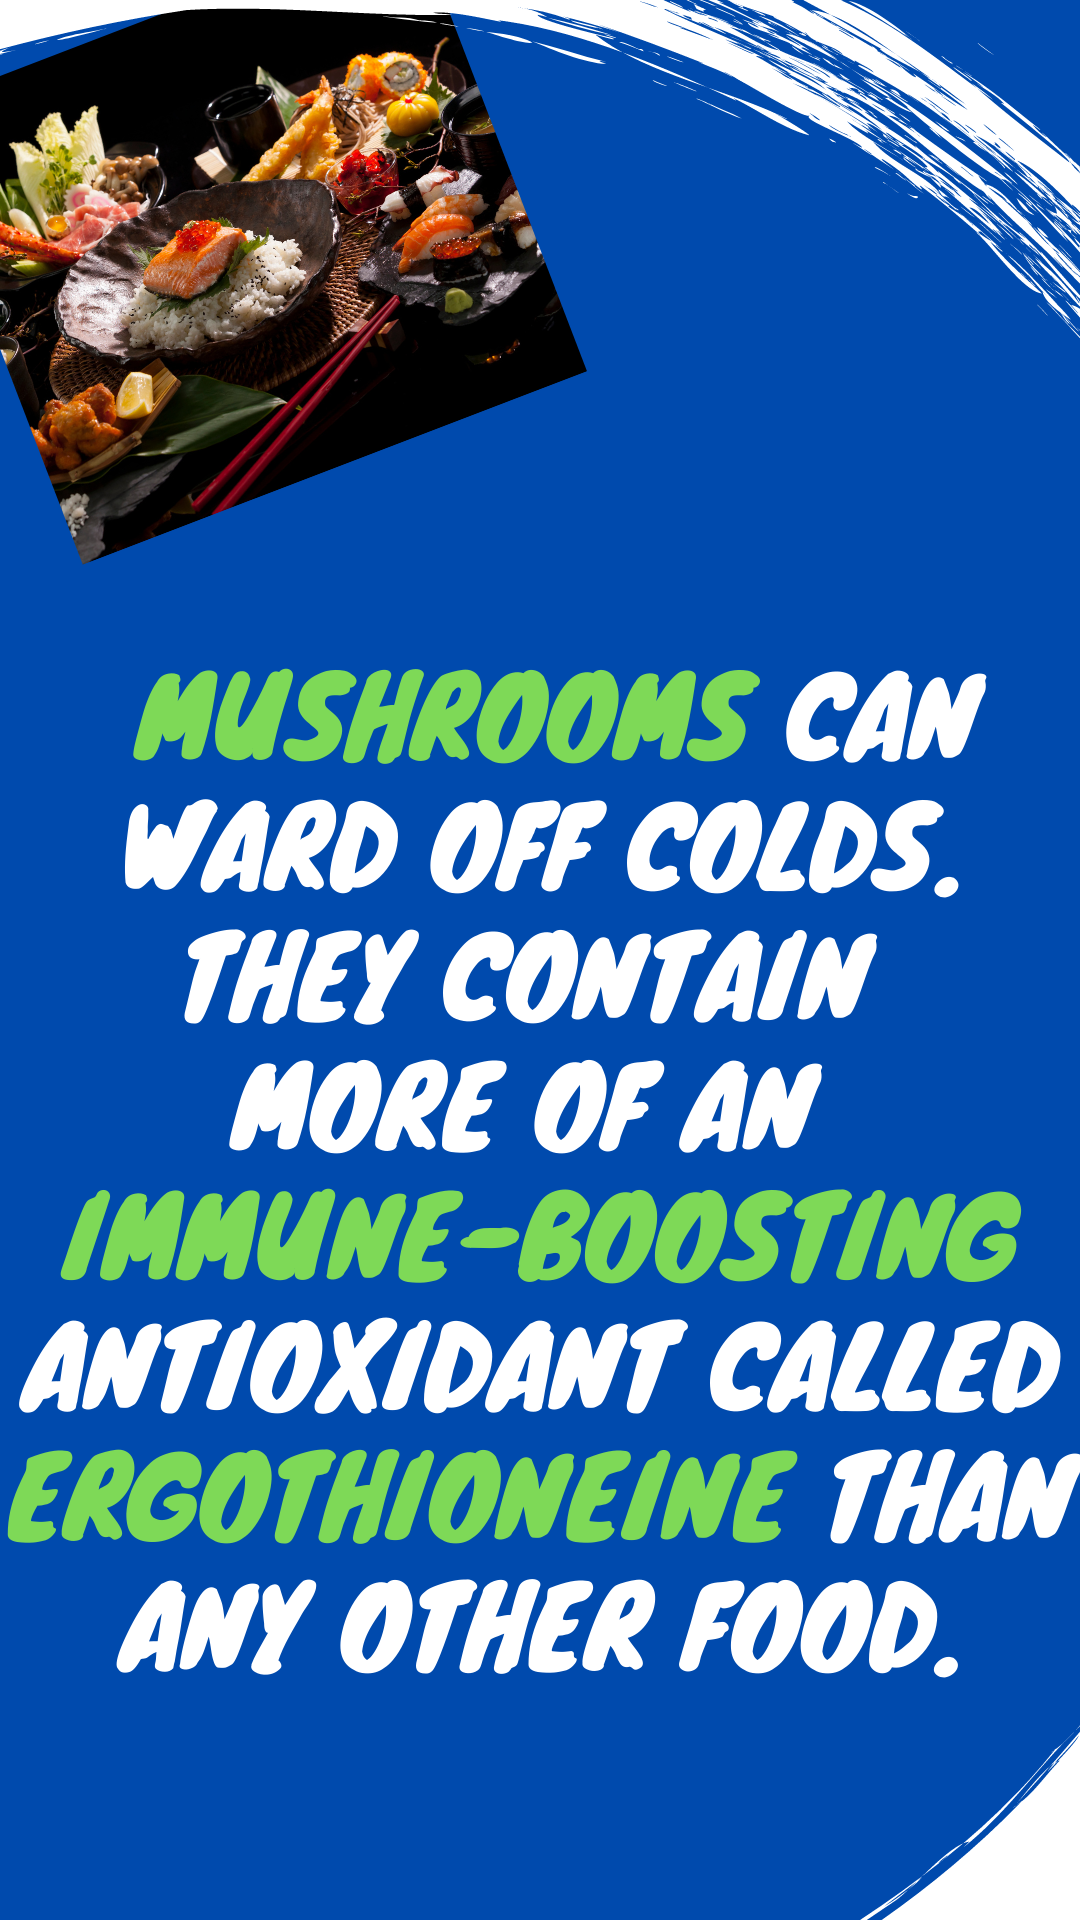 MUSHROOMS CAN
WARD OFF COLDS.
THEY CONTAIN
MORE OF AN
IMMUNE-BOOSTING
ANTIOXIDANT CALLED
ERGOTHIONEINE THAN
ANY OTHER FOOD.